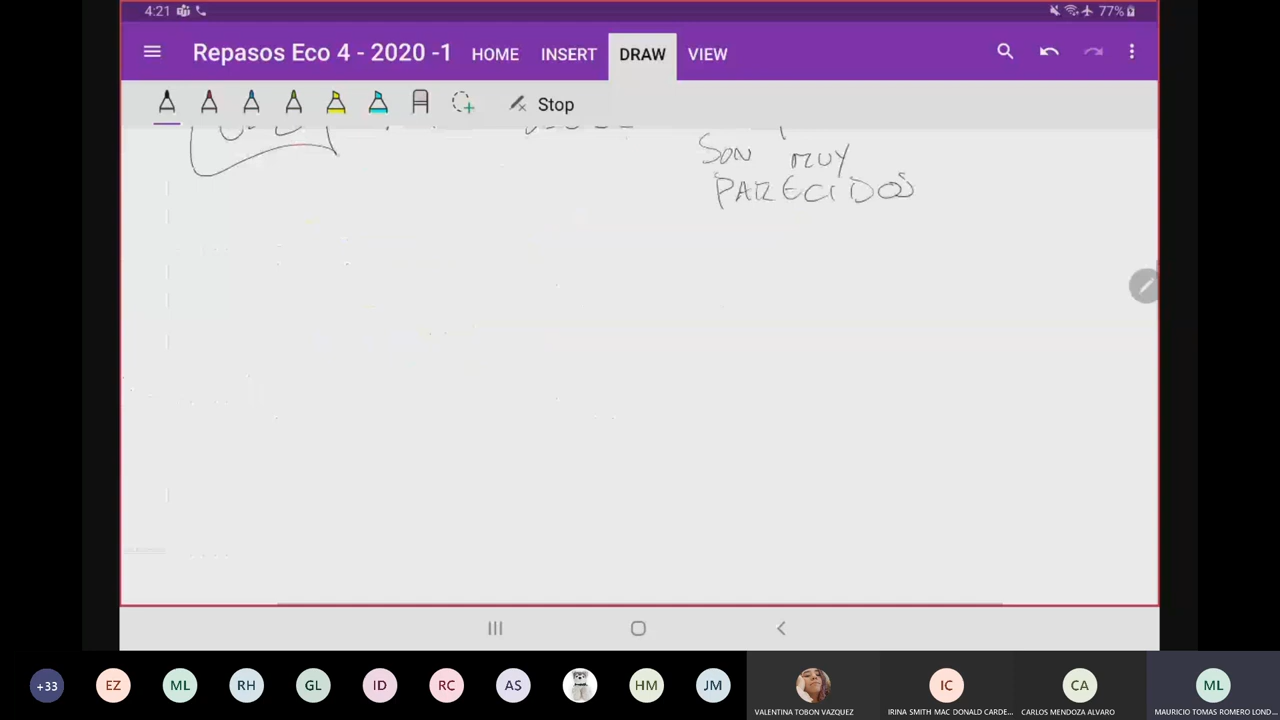 4:21 77%
Repasos Eco 4 - 2020 -1 HOME INSERT DRAW VIEW
Stop
SON MUY
PARECIDOS
+33 EZ ML RH GL ID RC AS HM JM IC CA ML
VALENTINA TOBON VAZQUEZ IRINA SMITH MAC DONALD CARDE... CARLOS MENDOZA ALVARO MAURICIO TOMAS ROMERO LOND...